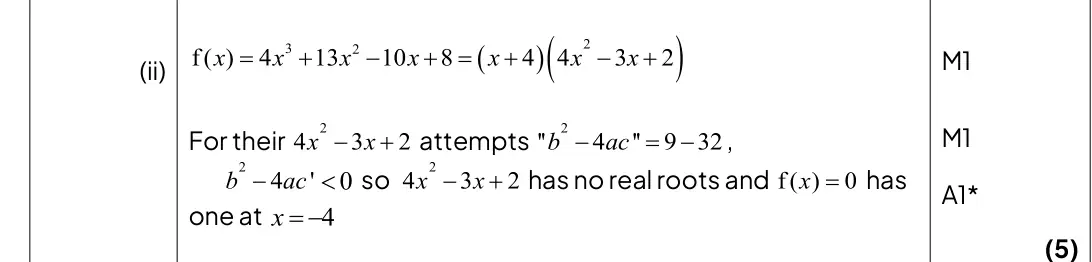 (ii) f(x) = 4x³ + 13x² − 10x + 8 = (x + 4)(4x² − 3x + 2) M1
For their 4x² − 3x + 2 attempts "b² − 4ac" = 9 − 32, M1
b² − 4ac' < 0 so 4x² − 3x + 2 has no real roots and f(x) = 0 has A1*
one at x = −4
(5)